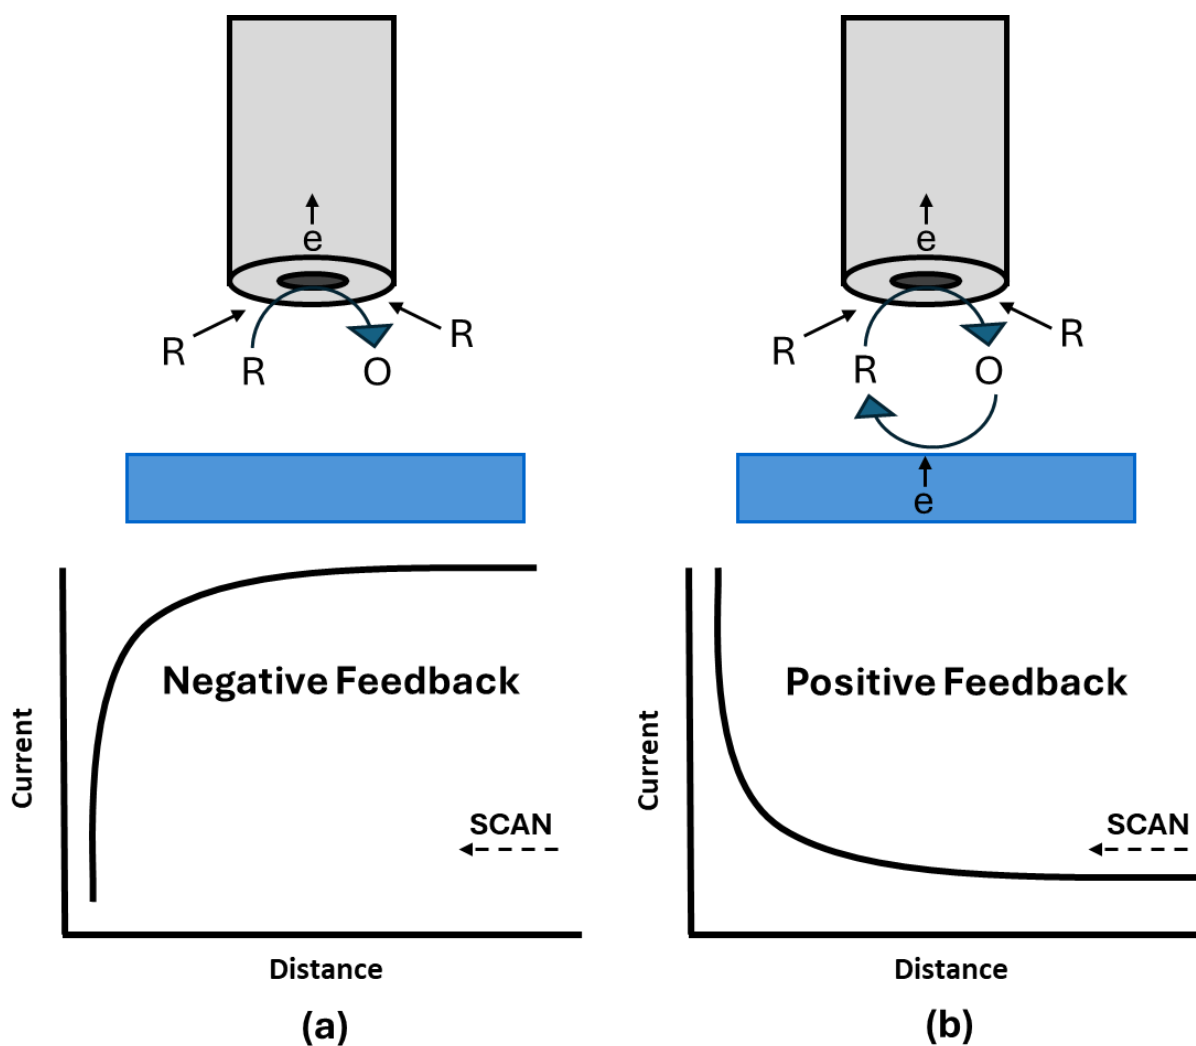 e
R
R
R
O
Negative Feedback
SCAN
Current
Distance
(a)
e
R
R
R
O
e
Positive Feedback
SCAN
Current
Distance
(b)